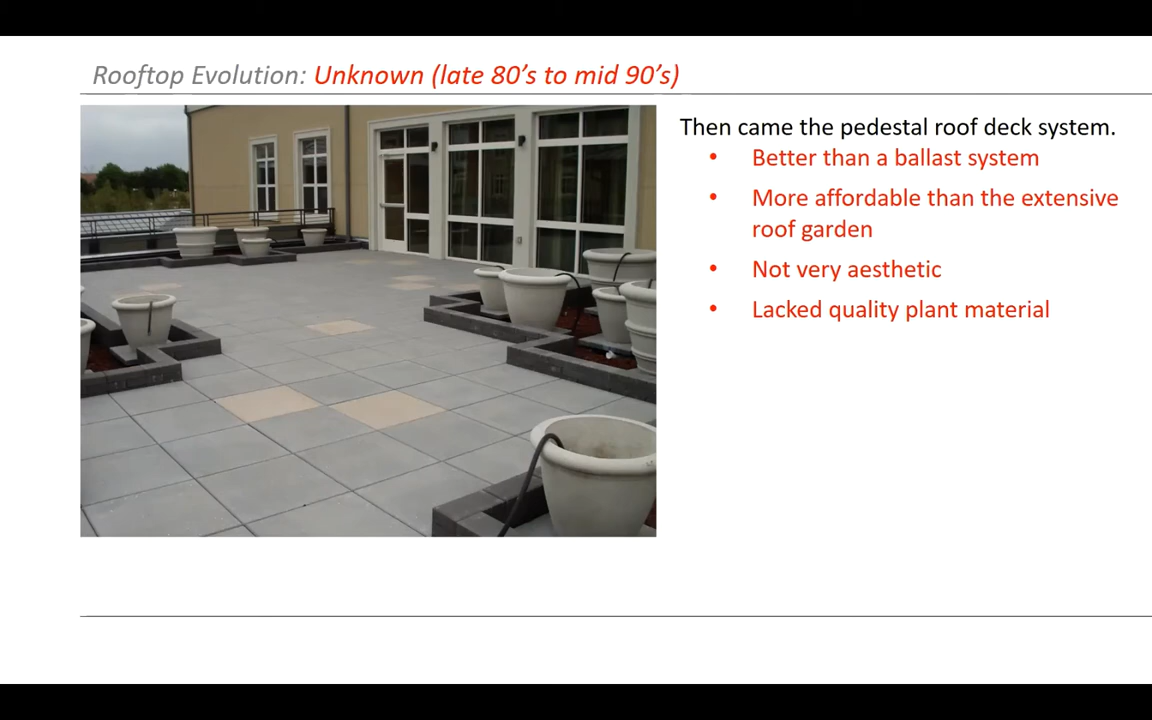 Rooftop Evolution: Unknown (late 80’s to mid 90’s)
Then came the pedestal roof deck system.
• Better than a ballast system
• More affordable than the extensive
roof garden
• Not very aesthetic
• Lacked quality plant material